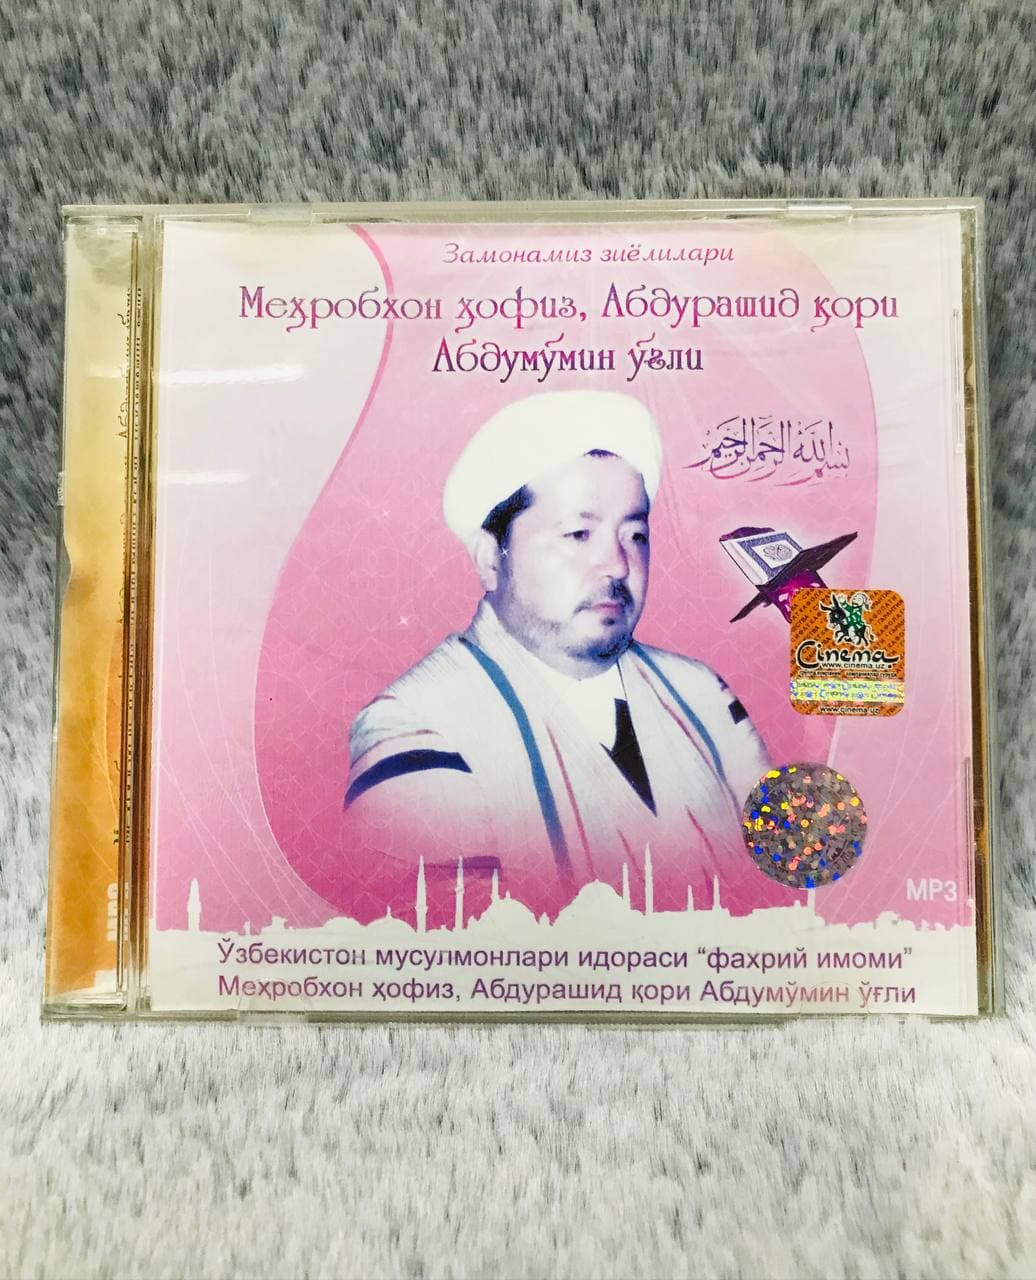 Замонамиз зиёлилари
Меҳробхон ҳофиз, Абдурашид қори
Абдумўмин ўғли
بسم الله الرحمن الرحيم
Cinema
www.cinema.uz
www.cinema.uz
MP3
Ўзбекистон мусулмонлари идораси “фахрий имоми”
Меҳробхон ҳофиз, Абдурашид қори Абдумўмин ўғли